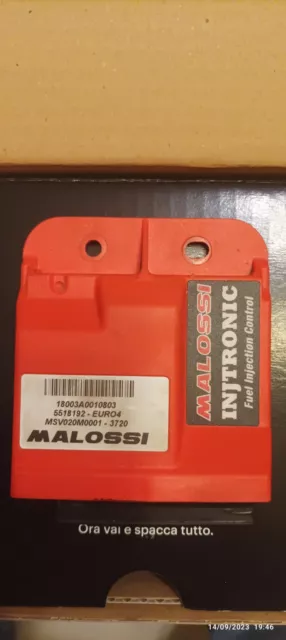 MALOSSI
INJTRONIC
Fuel Injection Control
18003A0010803
5518192 - EURO4
MSV020M0001 - 3720
MALOSSI
Ora vai e spacca tutto.
14/09/2023 19:46